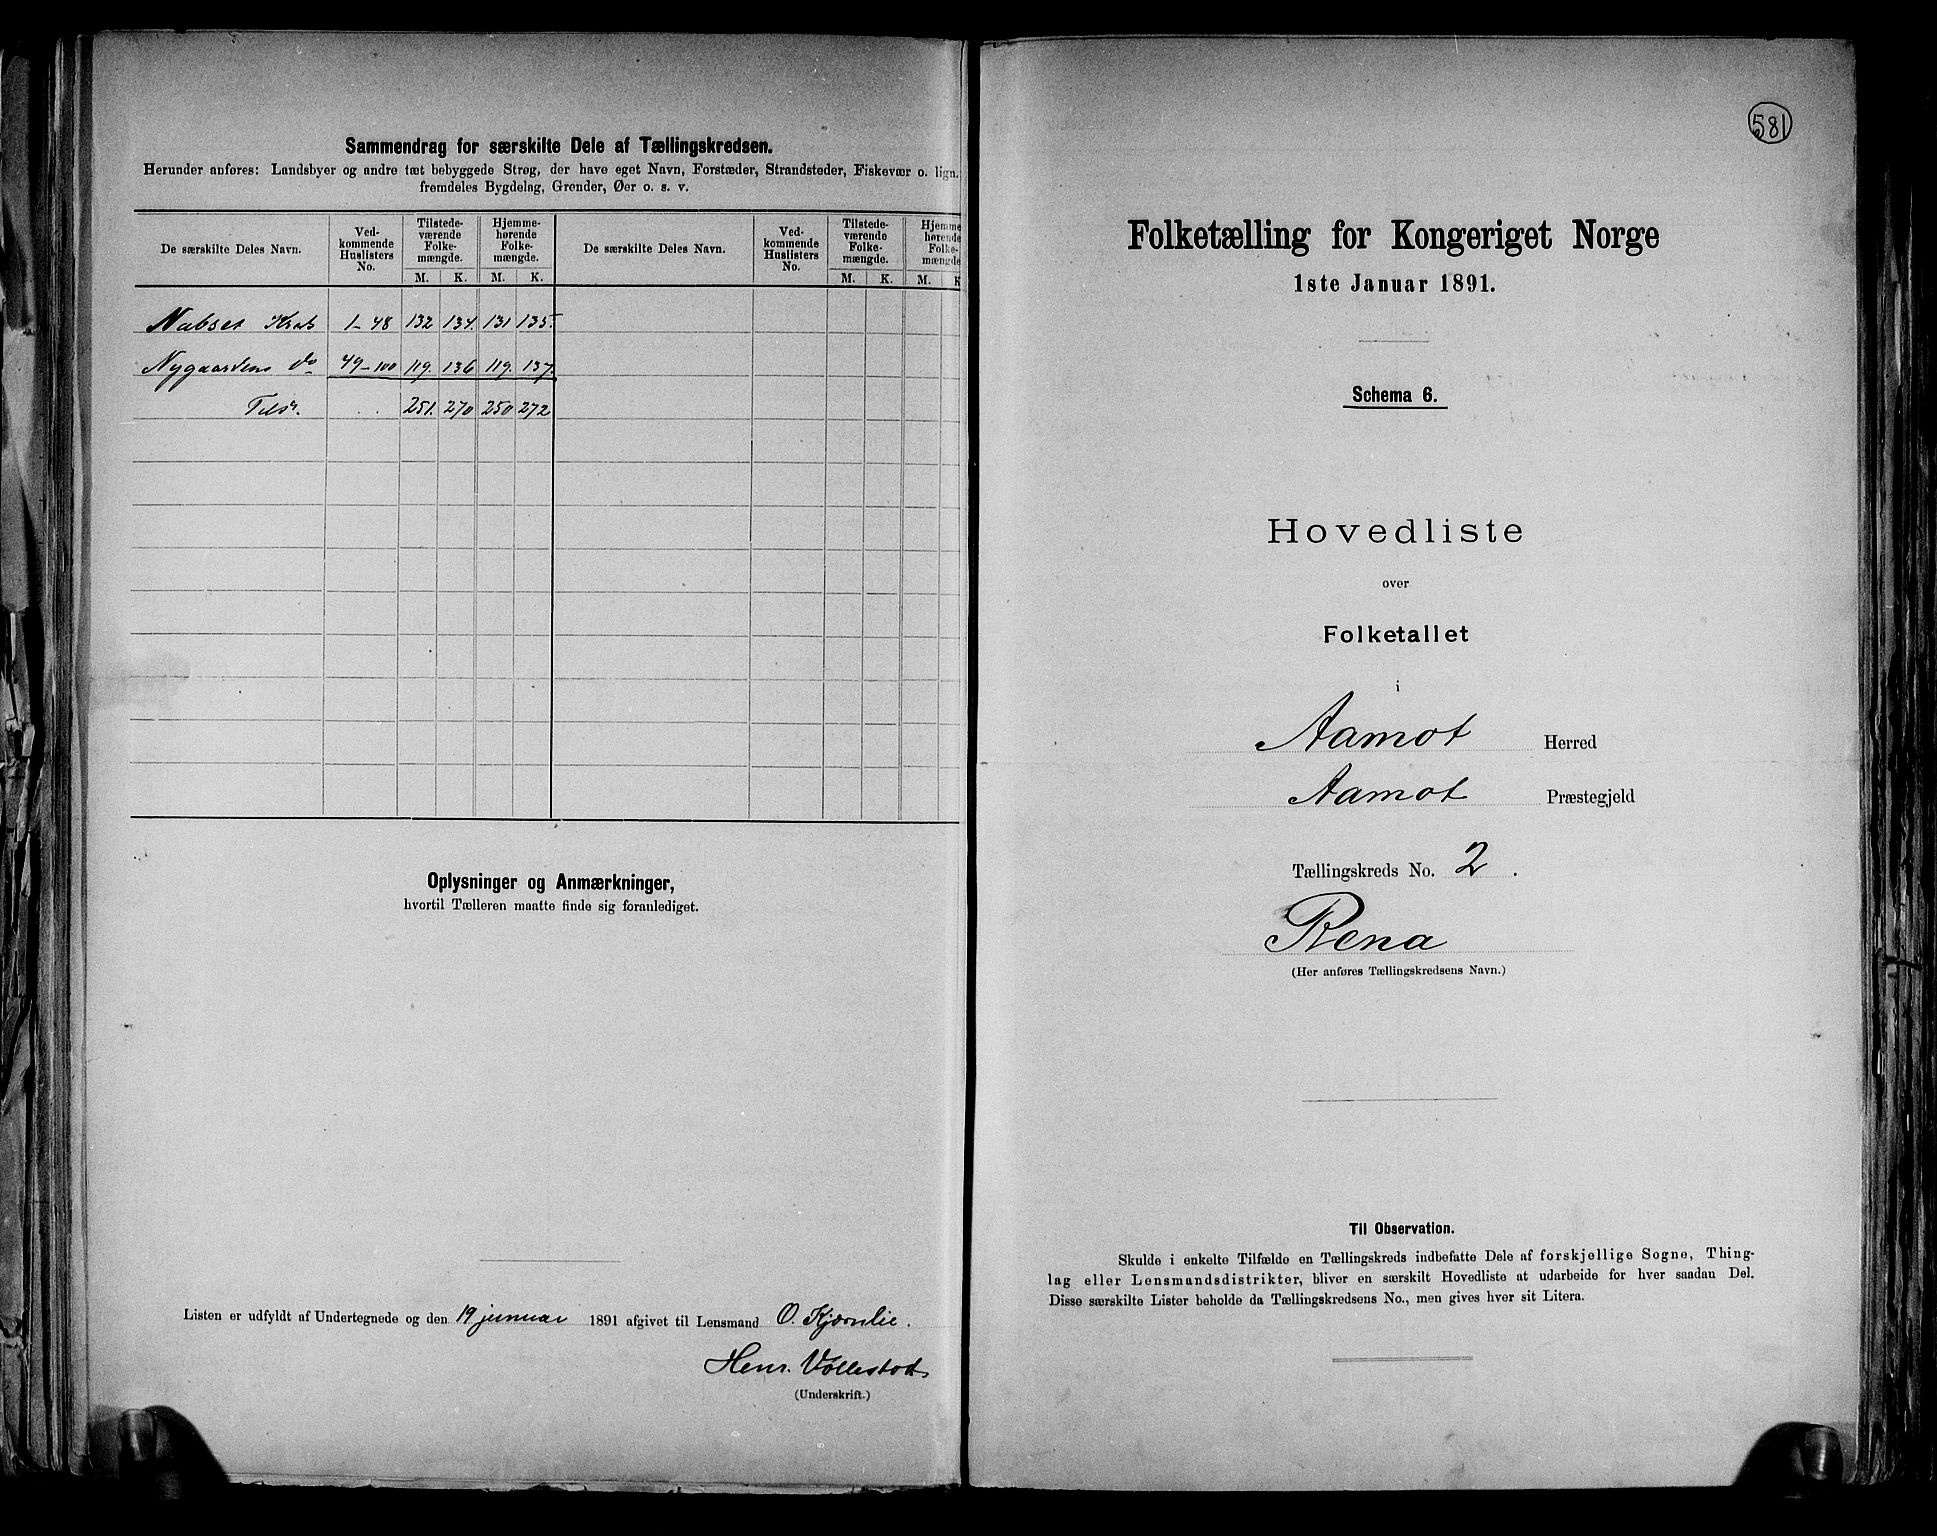 Sammendrag for særskilte Dele af Tællingskredsen.
Herunder anføres: Landsbyer og andre tæt bebyggede Strøg, der have eget Navn, Forstæder, Strandsteder, Fiskevær o. lign.
fremdeles Bygdelag, Grender, Øer o. s. v.
De særskilte Deles Navn.
Ved-
kommende
Huslisters
No.
Tilstede-
værende
Folke-
mængde.
Hjemme-
hørende
Folke-
mængde.
M. K. M. K.
De særskilte Deles Navn.
Ved-
kommende
Huslisters
No.
Tilstede-
værende
Folke-
mængde.
Hjemme
hørende
Folke-
mængde
M. K. M. K
Nabset 1-48 132 134. 131 135
Nygaardens do 49-100 119. 136 119. 137.
Tils. 251. 270 250 272
Oplysninger og Anmærkninger,
hvortil Tælleren maatte finde sig foranlediget.
Listen er udfyldt af Undertegnede og den 19 januar 1891 afgivet til Lensmand O. Kjærnlie.
Henr. Vollestad
(Underskrift.)
581
Folketælling for Kongeriget Norge
1ste Januar 1891.
Schema 6.
Hovedliste
over
Folketallet
i
Aamot Herred
Aamot Præstegjeld
Tællingskreds No. 2.
Rena
(Her anføres Tællingskredsens Navn.)
Til Observation.
Skulde i enkelte Tilfælde en Tællingskreds indbefatte Dele af forskjellige Sogne, Thing-
lag eller Lensmandsdistrikter, bliver en særskilt Hovedliste at udarbeide for hver saadan Del.
Disse særskilte Lister beholde da Tællingskredsens No., men gives hver sit Litera.